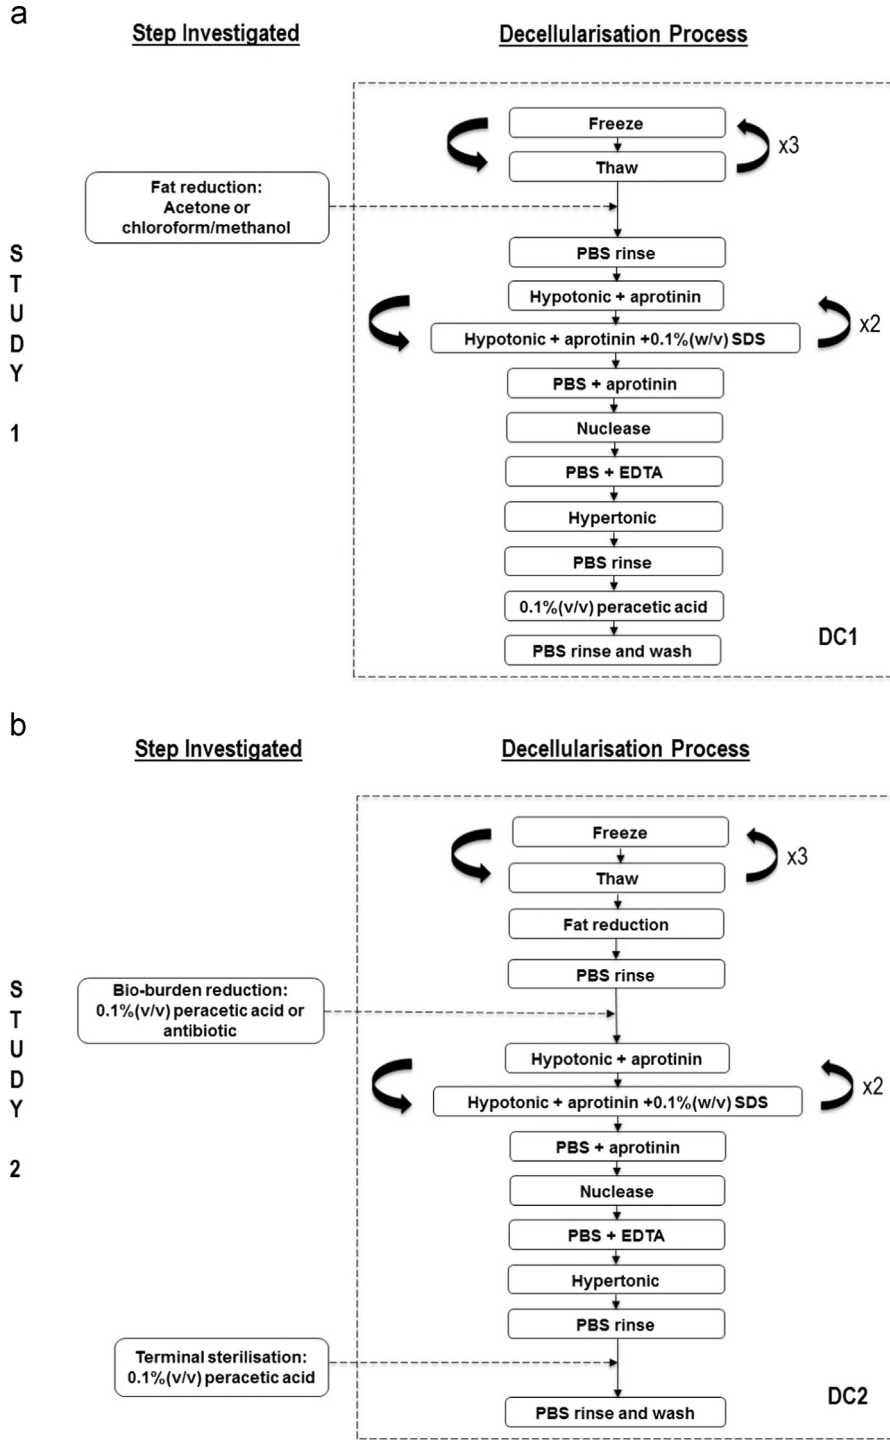 a
Step Investigated
Decellularisation Process
Freeze
x3
Thaw
Fat reduction:
Acetone or
chloroform/methanol
STUDY 1
PBS rinse
Hypotonic + aprotinin
x2
Hypotonic + aprotinin +0.1%(w/v) SDS
PBS + aprotinin
Nuclease
PBS + EDTA
Hypertonic
PBS rinse
0.1%(v/v) peracetic acid
DC1
PBS rinse and wash
b
Step Investigated
Decellularisation Process
Freeze
x3
Thaw
Fat reduction
PBS rinse
STUDY 2
Bio-burden reduction:
0.1%(v/v) peracetic acid or
antibiotic
Hypotonic + aprotinin
x2
Hypotonic + aprotinin +0.1%(w/v) SDS
PBS + aprotinin
Nuclease
PBS + EDTA
Hypertonic
PBS rinse
Terminal sterilisation:
0.1%(v/v) peracetic acid
DC2
PBS rinse and wash